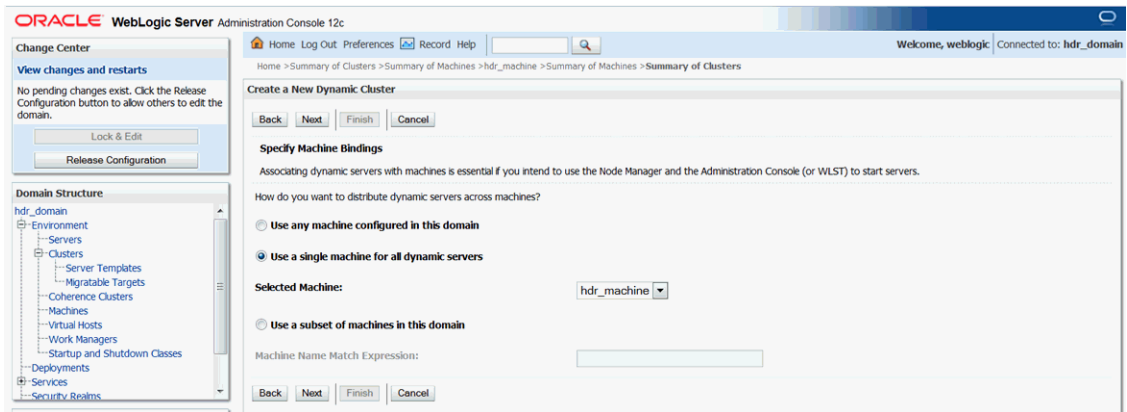 ORACLE WebLogic Server Administration Console 12c
Change Center
View changes and restarts
No pending changes exist. Click the Release
Configuration button to allow others to edit the
domain.
Lock & Edit
Release Configuration
Domain Structure
hdr_domain
Environment
Servers
Clusters
Server Templates
Migratable Targets
Coherence Clusters
Machines
Virtual Hosts
Work Managers
Startup and Shutdown Classes
Deployments
Services
Security Realms
Home Log Out Preferences Record Help
Welcome, weblogic Connected to: hdr_domain
Home >Summary of Clusters >Summary of Machines >hdr_machine >Summary of Machines >Summary of Clusters
Create a New Dynamic Cluster
Back Next Finish Cancel
Specify Machine Bindings
Associating dynamic servers with machines is essential if you intend to use the Node Manager and the Administration Console (or WLST) to start servers.
How do you want to distribute dynamic servers across machines?
Use any machine configured in this domain
Use a single machine for all dynamic servers
Selected Machine: hdr_machine
Use a subset of machines in this domain
Machine Name Match Expression:
Back Next Finish Cancel